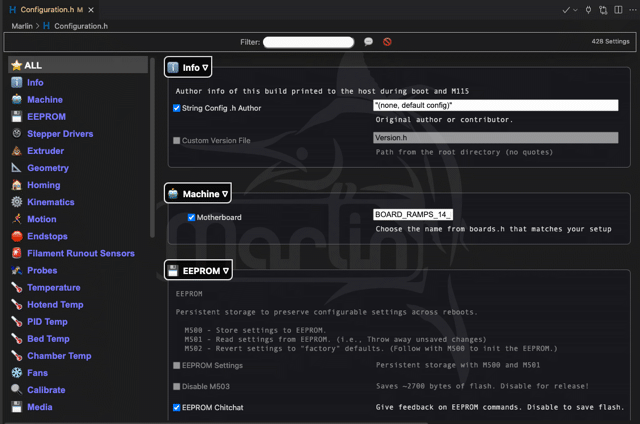 Configuration.h M
Marlin > Configuration.h
Filter:
428 Settings
ALL
Info
Machine
EEPROM
Stepper Drivers
Extruder
Geometry
Homing
Kinematics
Motion
Endstops
Filament Runout Sensors
Probes
Temperature
Hotend Temp
PID Temp
Bed Temp
Chamber Temp
Fans
Calibrate
Media
Info ▽
Author info of this build printed to the host during boot and M115
String Config .h Author
"(none, default config)"
Original author or contributor.
Custom Version File
Version.h
Path from the root directory (no quotes)
Machine ▽
Motherboard
BOARD_RAMPS_14_
Choose the name from boards.h that matches your setup
Marlin
EEPROM ▽
EEPROM
Persistent storage to preserve configurable settings across reboots.
M500 - Store settings to EEPROM.
M501 - Read settings from EEPROM. (i.e., Throw away unsaved changes)
M502 - Revert settings to "factory" defaults. (Follow with M500 to init the EEPROM.)
EEPROM Settings
Persistent storage with M500 and M501
Disable M503
Saves ~2700 bytes of flash. Disable for release!
EEPROM Chitchat
Give feedback on EEPROM commands. Disable to save flash.